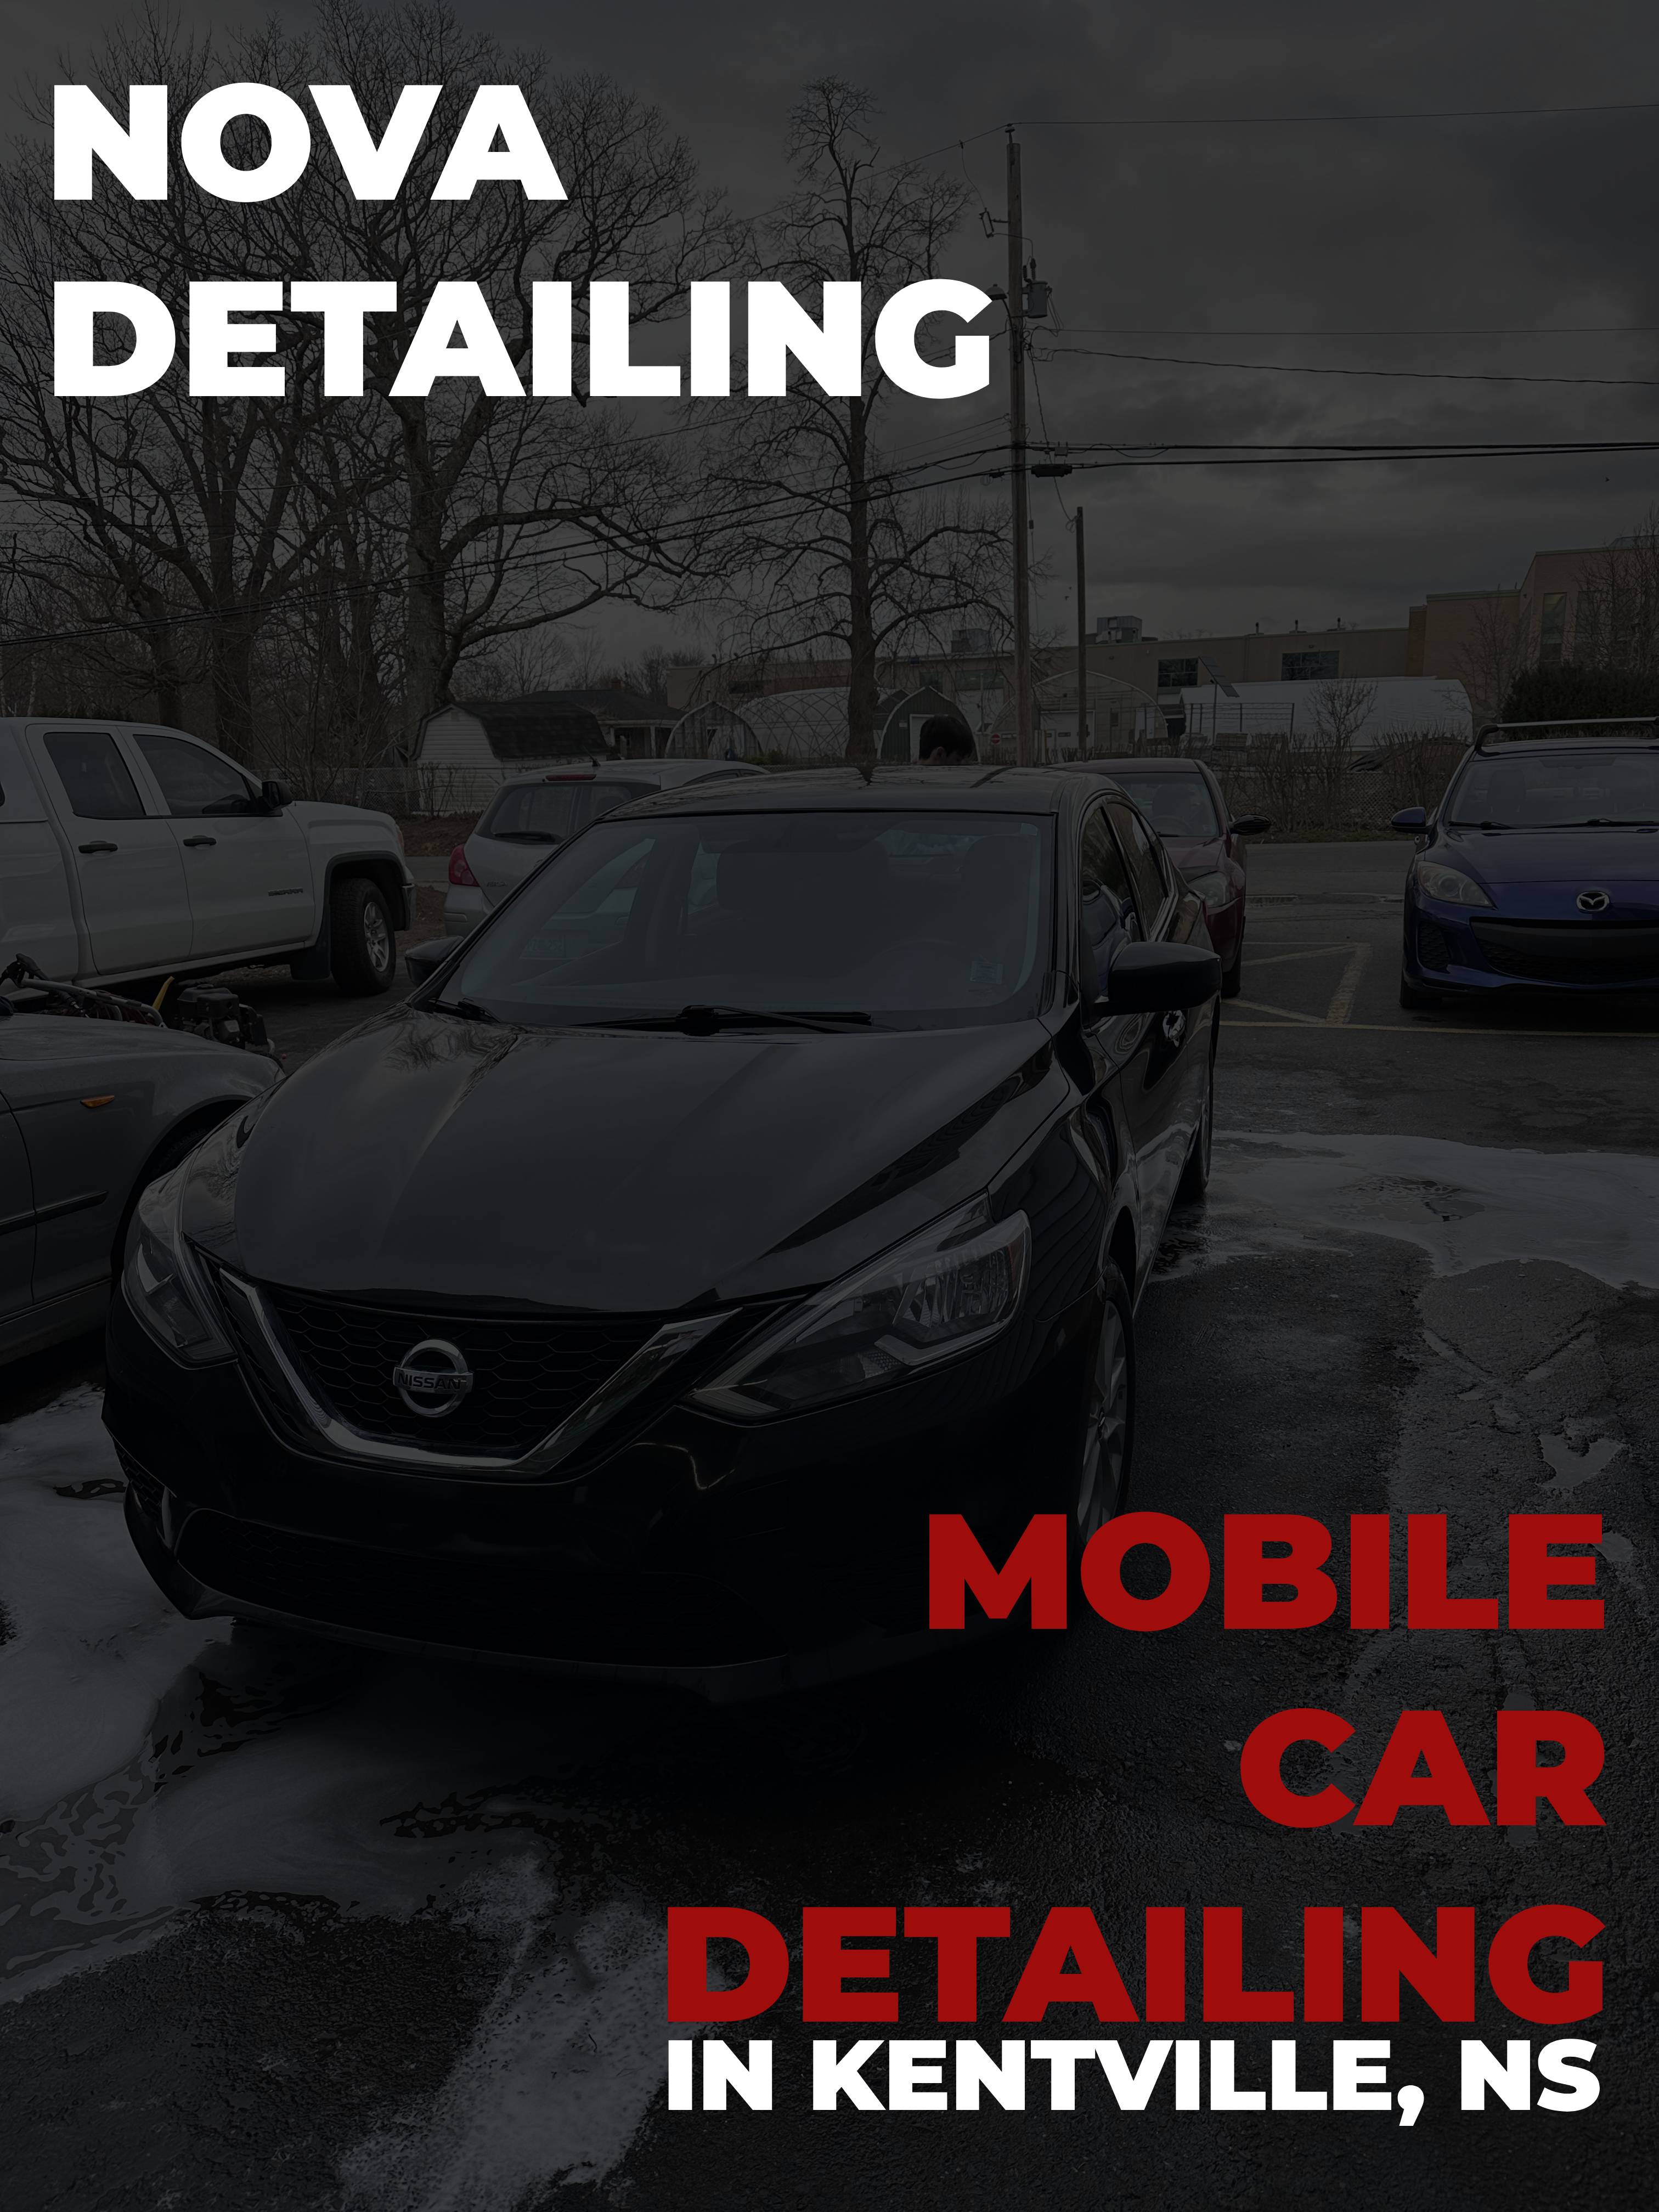 NOVA
DETAILING
NISSAN
MOBILE
CAR
DETAILING
IN KENTVILLE, NS